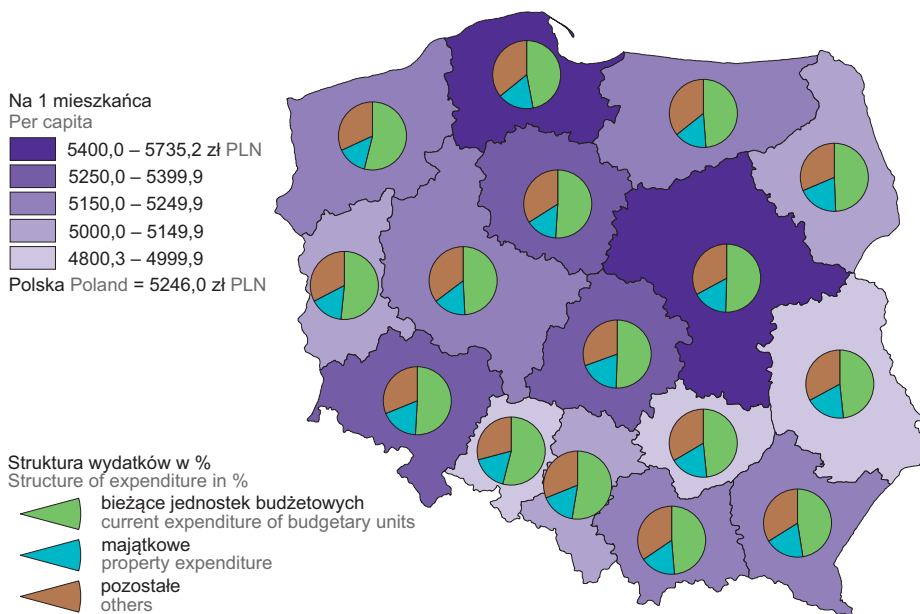 Na 1 mieszkańca
Per capita
5400,0 – 5735,2 zł PLN
5250,0 – 5399,9
5150,0 – 5249,9
5000,0 – 5149,9
4800,3 – 4999,9
Polska Poland = 5246,0 zł PLN
Struktura wydatków w %
Structure of expenditure in %
bieżące jednostek budżetowych
current expenditure of budgetary units
majątkowe
property expenditure
pozostałe
others